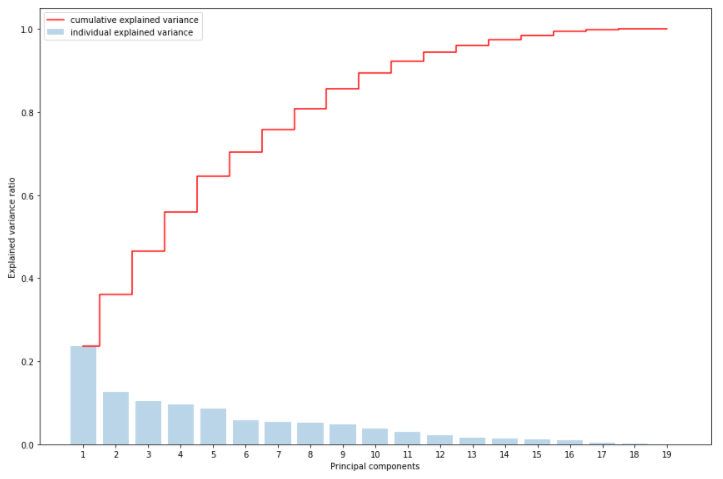 cumulative explained variance
individual explained variance
1.0
0.8
0.6
0.4
0.2
0.0
Explained variance ratio
1 2 3 4 5 6 7 8 9 10 11 12 13 14 15 16 17 18 19
Principal components